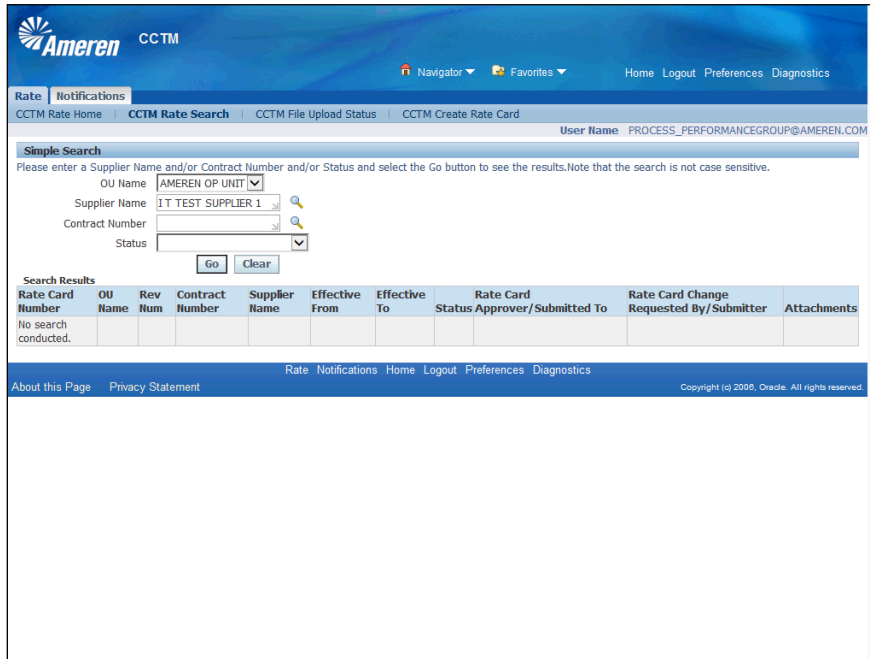 Ameren CCTM
Navigator Favorites Home Logout Preferences Diagnostics
Rate Notifications
CCTM Rate Home | CCTM Rate Search | CCTM File Upload Status | CCTM Create Rate Card
User Name PROCESS_PERFORMANCEGROUP@AMEREN.COM
Simple Search
Please enter a Supplier Name and/or Contract Number and/or Status and select the Go button to see the results.Note that the search is not case sensitive.
OU Name AMEREN OP UNIT
Supplier Name IT TEST SUPPLIER 1
Contract Number
Status
Go Clear
Search Results
Rate Card Number OU Name Rev Num Contract Number Supplier Name Effective From Effective To Status Rate Card Approver/Submitted To Rate Card Change Requested By/Submitter Attachments
No search
conducted.
Rate Notifications Home Logout Preferences Diagnostics
About this Page Privacy Statement Copyright (c) 2006, Oracle. All rights reserved.